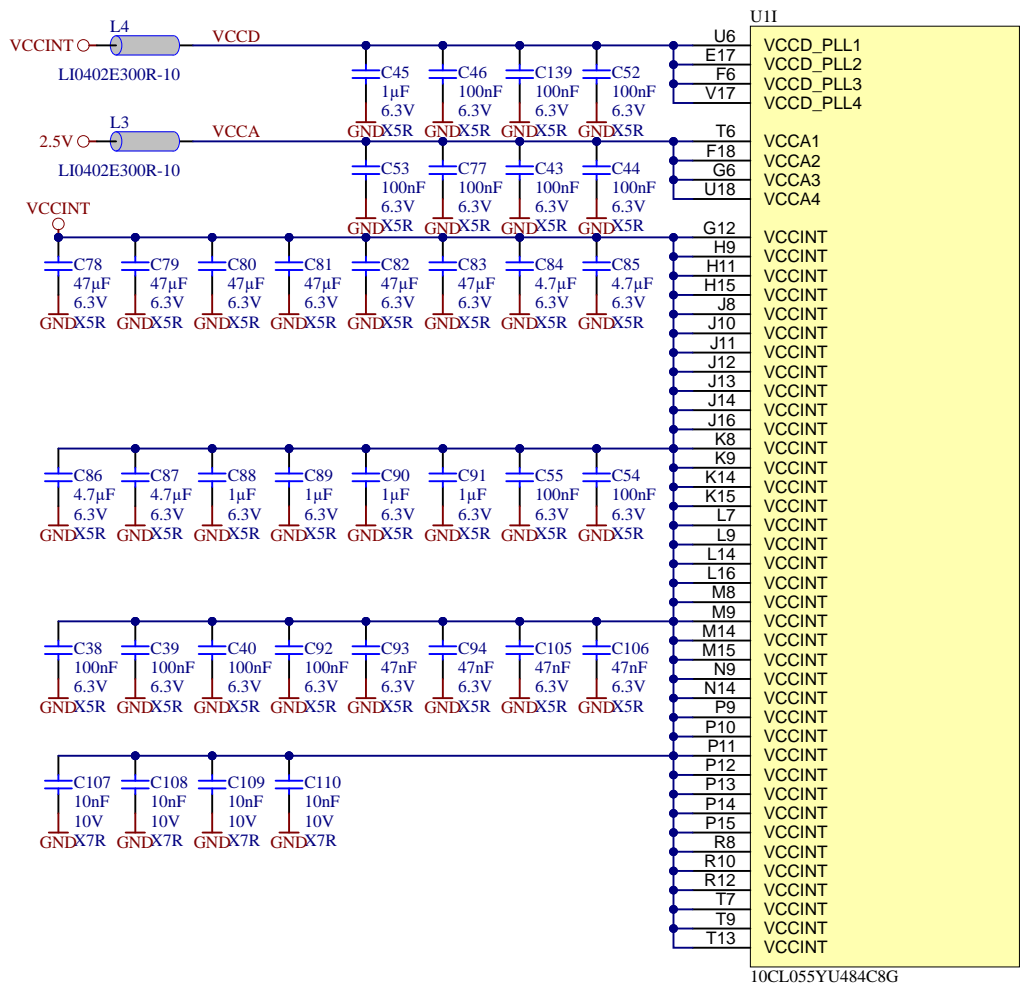 U1I
L4
VCCINT
VCCD
LI0402E300R-10
C45 C46 C139 C52
1µF 100nF 100nF 100nF
6.3V 6.3V 6.3V 6.3V
GND X5R GND X5R GND X5R GND X5R
U6 VCCD_PLL1
E17 VCCD_PLL2
F6 VCCD_PLL3
V17 VCCD_PLL4
L3
2.5V
VCCA
LI0402E300R-10
C53 C77 C43 C44
100nF 100nF 100nF 100nF
6.3V 6.3V 6.3V 6.3V
GND X5R GND X5R GND X5R GND X5R
T6 VCCA1
F18 VCCA2
G6 VCCA3
U18 VCCA4
VCCINT
C78 C79 C80 C81 C82 C83 C84 C85
47µF 47µF 47µF 47µF 47µF 47µF 4.7µF 4.7µF
6.3V 6.3V 6.3V 6.3V 6.3V 6.3V 6.3V 6.3V
GND X5R GND X5R GND X5R GND X5R GND X5R GND X5R GND X5R GND X5R
C86 C87 C88 C89 C90 C91 C55 C54
4.7µF 4.7µF 1µF 1µF 1µF 1µF 100nF 100nF
6.3V 6.3V 6.3V 6.3V 6.3V 6.3V 6.3V 6.3V
GND X5R GND X5R GND X5R GND X5R GND X5R GND X5R GND X5R GND X5R
C38 C39 C40 C92 C93 C94 C105 C106
100nF 100nF 100nF 100nF 47nF 47nF 47nF 47nF
6.3V 6.3V 6.3V 6.3V 6.3V 6.3V 6.3V 6.3V
GND X5R GND X5R GND X5R GND X5R GND X5R GND X5R GND X5R GND X5R
C107 C108 C109 C110
10nF 10nF 10nF 10nF
10V 10V 10V 10V
GND X7R GND X7R GND X7R GND X7R
G12 VCCINT
H9 VCCINT
H11 VCCINT
H15 VCCINT
J8 VCCINT
J10 VCCINT
J11 VCCINT
J12 VCCINT
J13 VCCINT
J14 VCCINT
J16 VCCINT
K8 VCCINT
K9 VCCINT
K14 VCCINT
K15 VCCINT
L7 VCCINT
L9 VCCINT
L14 VCCINT
L16 VCCINT
M8 VCCINT
M9 VCCINT
M14 VCCINT
M15 VCCINT
N9 VCCINT
N14 VCCINT
P9 VCCINT
P10 VCCINT
P11 VCCINT
P12 VCCINT
P13 VCCINT
P14 VCCINT
P15 VCCINT
R8 VCCINT
R10 VCCINT
R12 VCCINT
T7 VCCINT
T9 VCCINT
T13 VCCINT
10CL055YU484C8G